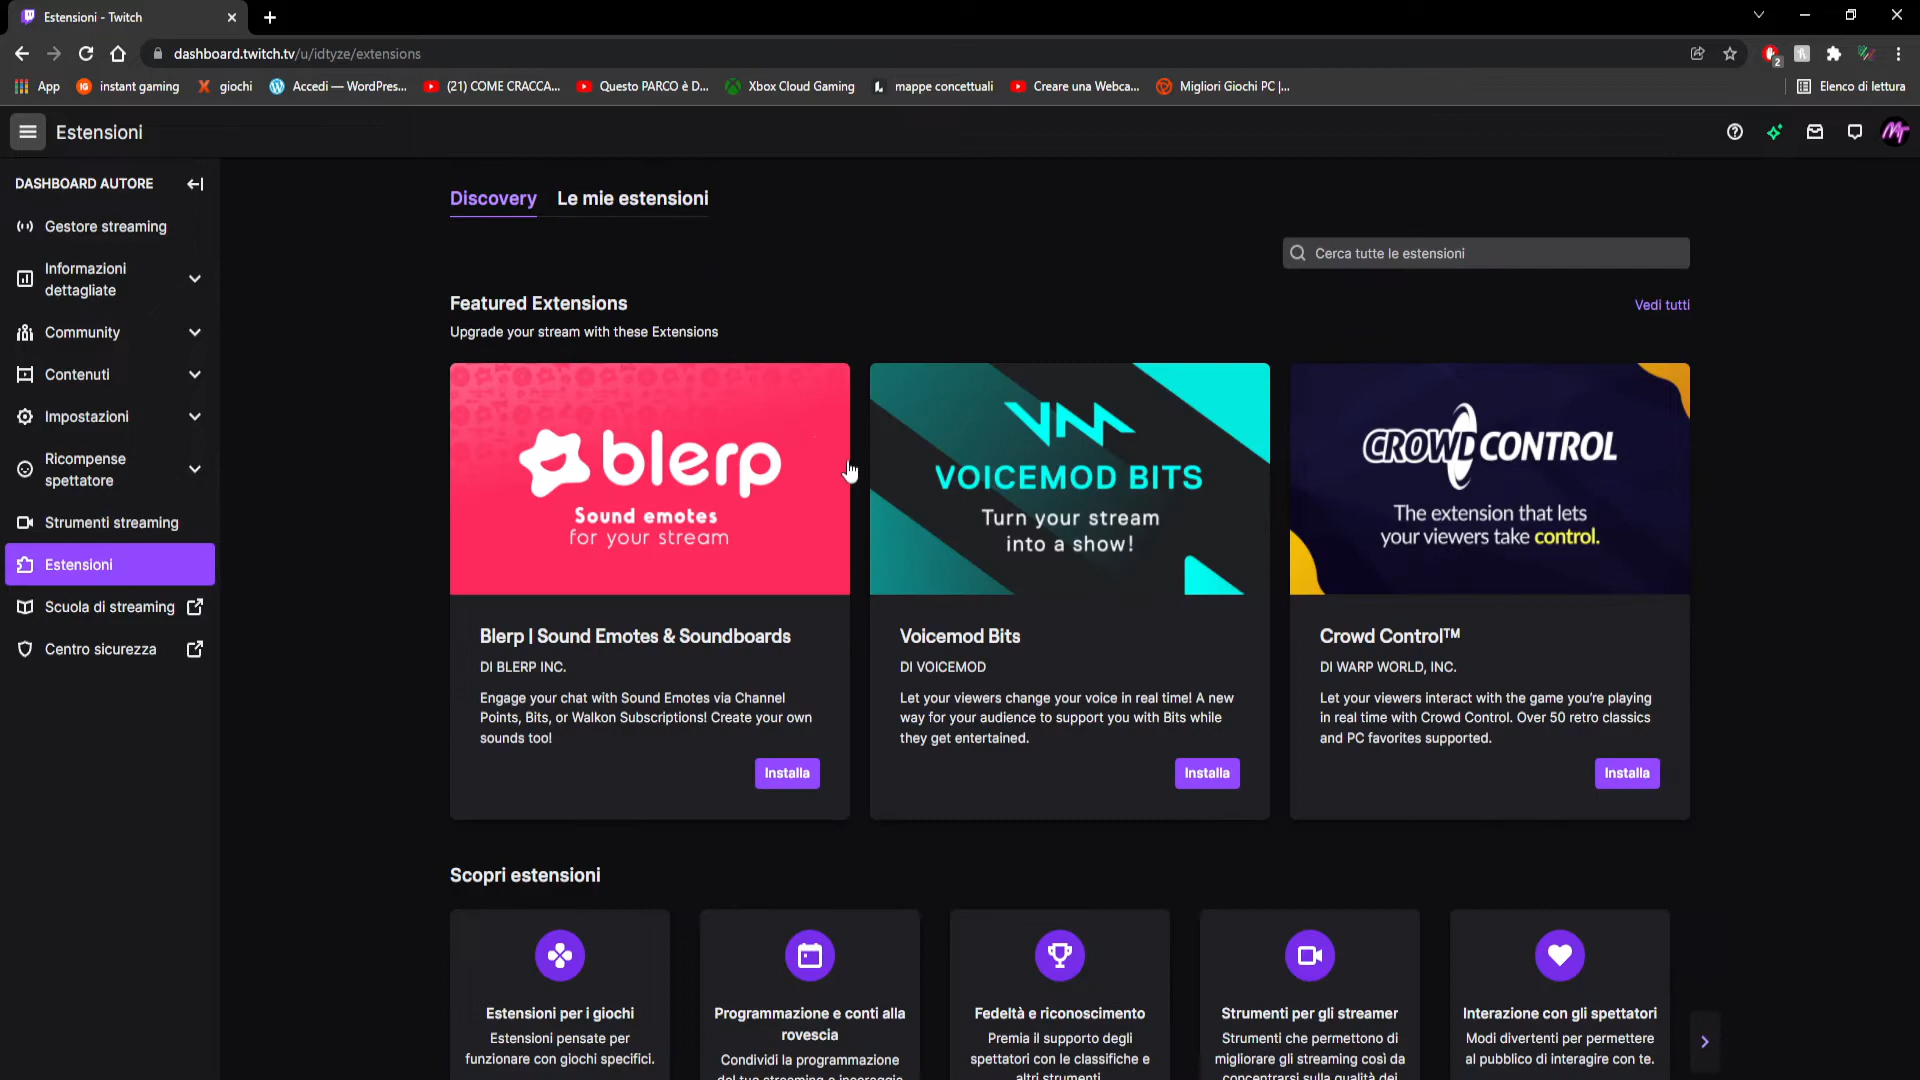 Estensioni - Twitch
dashboard.twitch.tv/u/idtyze/extensions
2
App
instant gaming
giochi
Accedi — WordPres...
(21) COME CRACCA...
Questo PARCO è D...
Xbox Cloud Gaming
mappe concettuali
Creare una Webca...
Migliori Giochi PC |...
Elenco di lettura
Estensioni
DASHBOARD AUTORE
Gestore streaming
Informazioni
dettagliate
Community
Contenuti
Impostazioni
Ricompense
spettatore
Strumenti streaming
Estensioni
Scuola di streaming
Centro sicurezza
Discovery
Le mie estensioni
Cerca tutte le estensioni
Featured Extensions
Vedi tutti
Upgrade your stream with these Extensions
blerp
Sound emotes
for your stream
Blerp | Sound Emotes & Soundboards
DI BLERP INC.
Engage your chat with Sound Emotes via Channel
Points, Bits, or Walkon Subscriptions! Create your own
sounds too!
Installa
VM
VOICEMOD BITS
Turn your stream
into a show!
Voicemod Bits
DI VOICEMOD
Let your viewers change your voice in real time! A new
way for your audience to support you with Bits while
they get entertained.
Installa
CROWD CONTROL
The extension that lets
your viewers take control.
Crowd Control™
DI WARP WORLD, INC.
Let your viewers interact with the game you're playing
in real time with Crowd Control. Over 50 retro classics
and PC favorites supported.
Installa
Scopri estensioni
Estensioni per i giochi
Estensioni pensate per
funzionare con giochi specifici.
Programmazione e conti alla
rovescia
Condividi la programmazione
del tuo streaming e incoraggia
Fedeltà e riconoscimento
Premia il supporto degli
spettatori con le classifiche e
altri strumenti.
Strumenti per gli streamer
Strumenti che permettono di
migliorare gli streaming così da
concentrarsi sulla qualità dei
Interazione con gli spettatori
Modi divertenti per permettere
al pubblico di interagire con te.